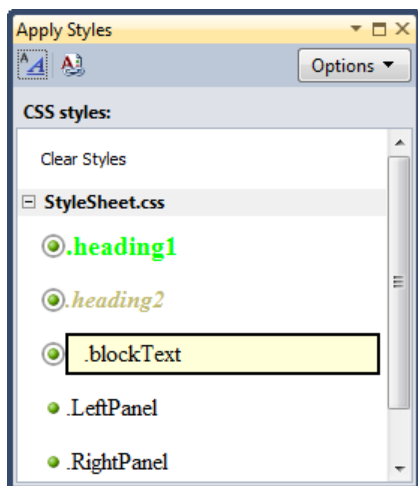 Apply Styles
Options
CSS styles:
Clear Styles
StyleSheet.css
.heading1
.heading2
.blockText
.LeftPanel
.RightPanel